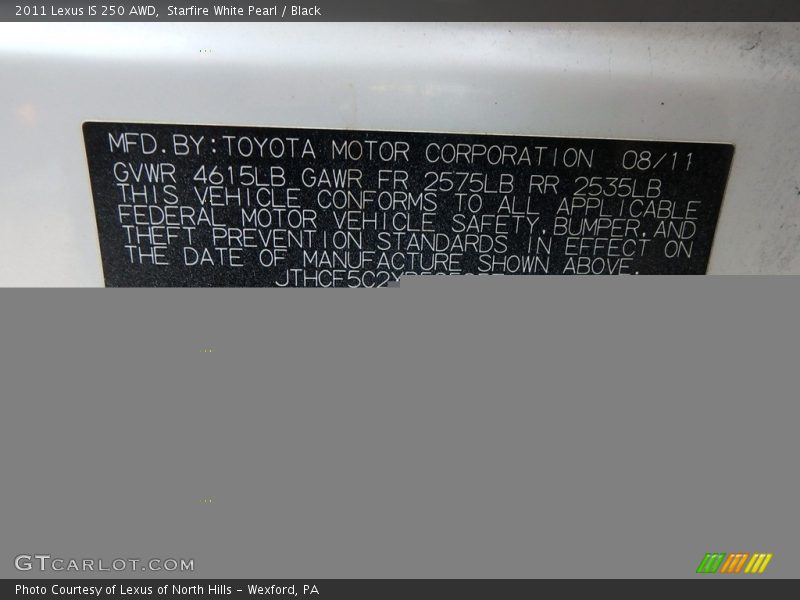 2011 Lexus IS 250 AWD, Starfire White Pearl / Black
MFD.BY:TOYOTA MOTOR CORPORATION 08/11
GVWR 4615LB GAWR FR 2575LB RR 2535LB
THIS VEHICLE CONFORMS TO ALL APPLICABLE
FEDERAL MOTOR VEHICLE SAFETY,BUMPER,AND
THEFT PREVENTION STANDARDS IN EFFECT ON
THE DATE OF MANUFACTURE SHOWN ABOVE.
GTCARLOT.COM
Photo Courtesy of Lexus of North Hills - Wexford, PA